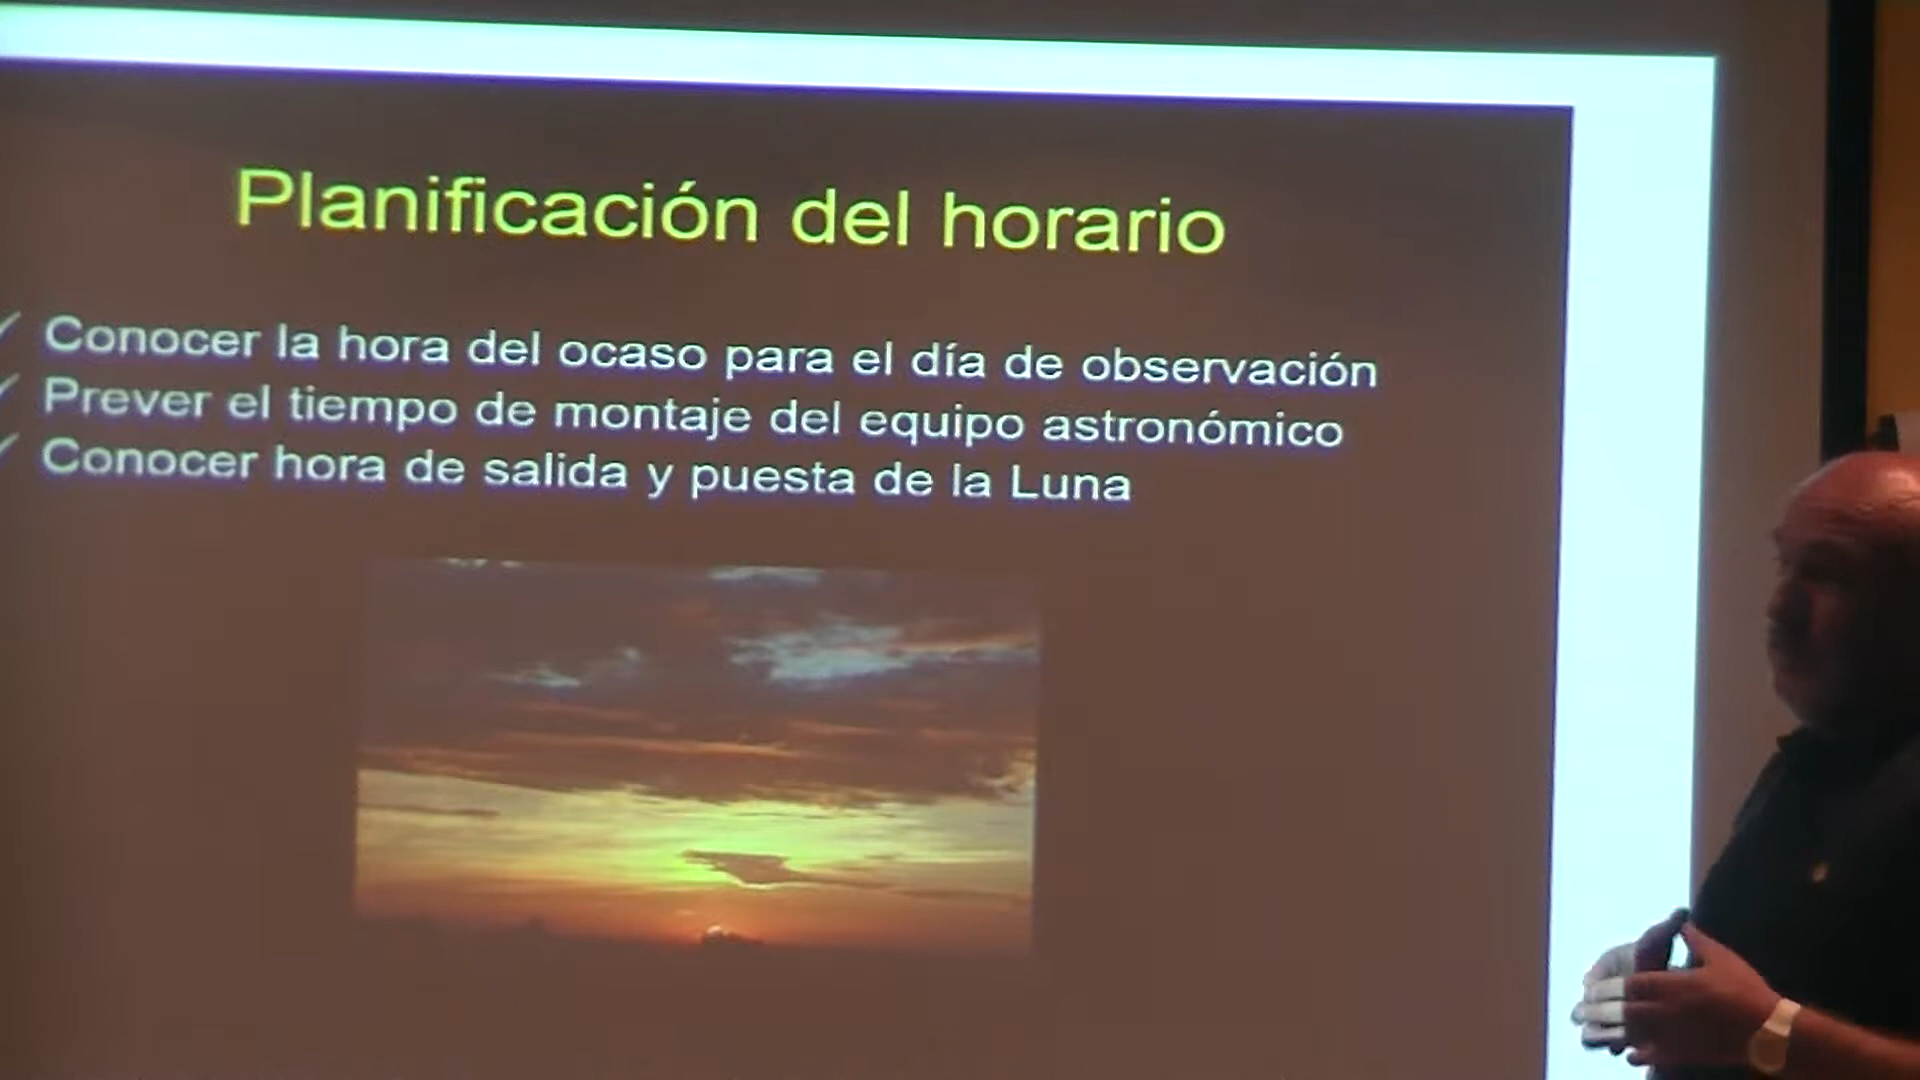 Planificación del horario
✓ Conocer la hora del ocaso para el día de observación
✓ Prever el tiempo de montaje del equipo astronómico
✓ Conocer hora de salida y puesta de la Luna